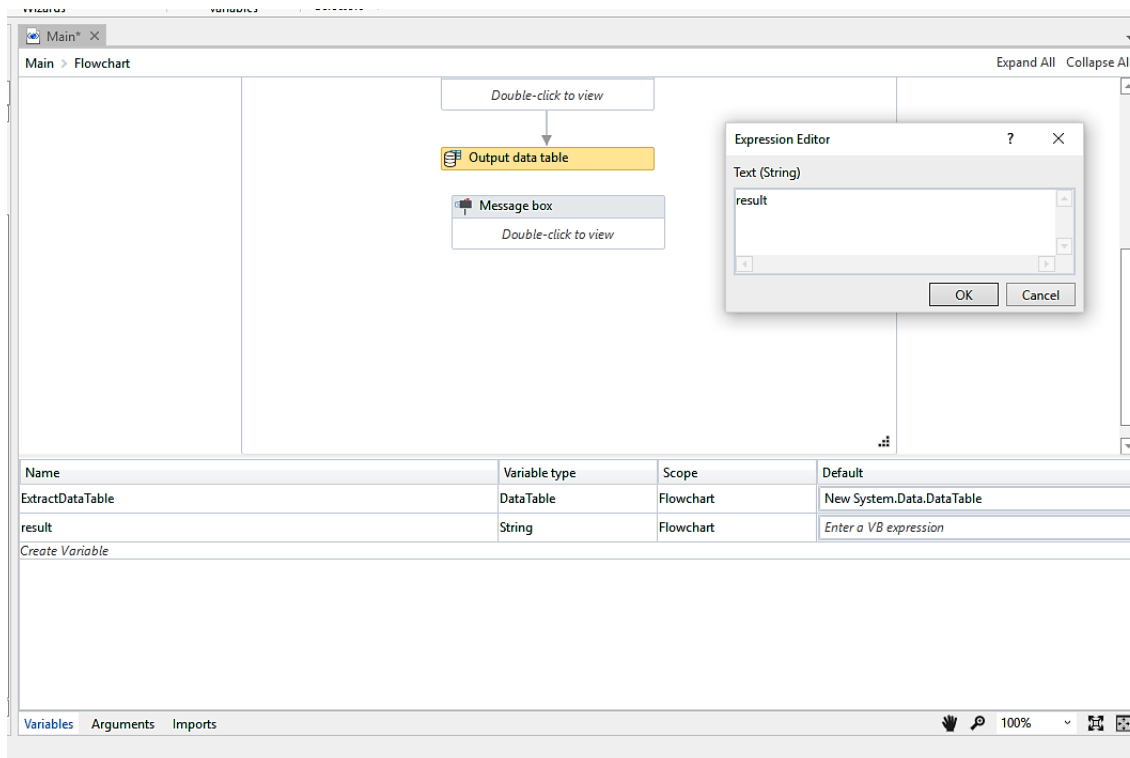 Wizards Variables
Main*
Main > Flowchart Expand All Collapse Al
Double-click to view
Output data table
Message box
Double-click to view
Expression Editor ?
Text (String)
result
OK Cancel
Name Variable type Scope Default
ExtractDataTable DataTable Flowchart New System.Data.DataTable
result String Flowchart Enter a VB expression
Create Variable
Variables Arguments Imports 100%